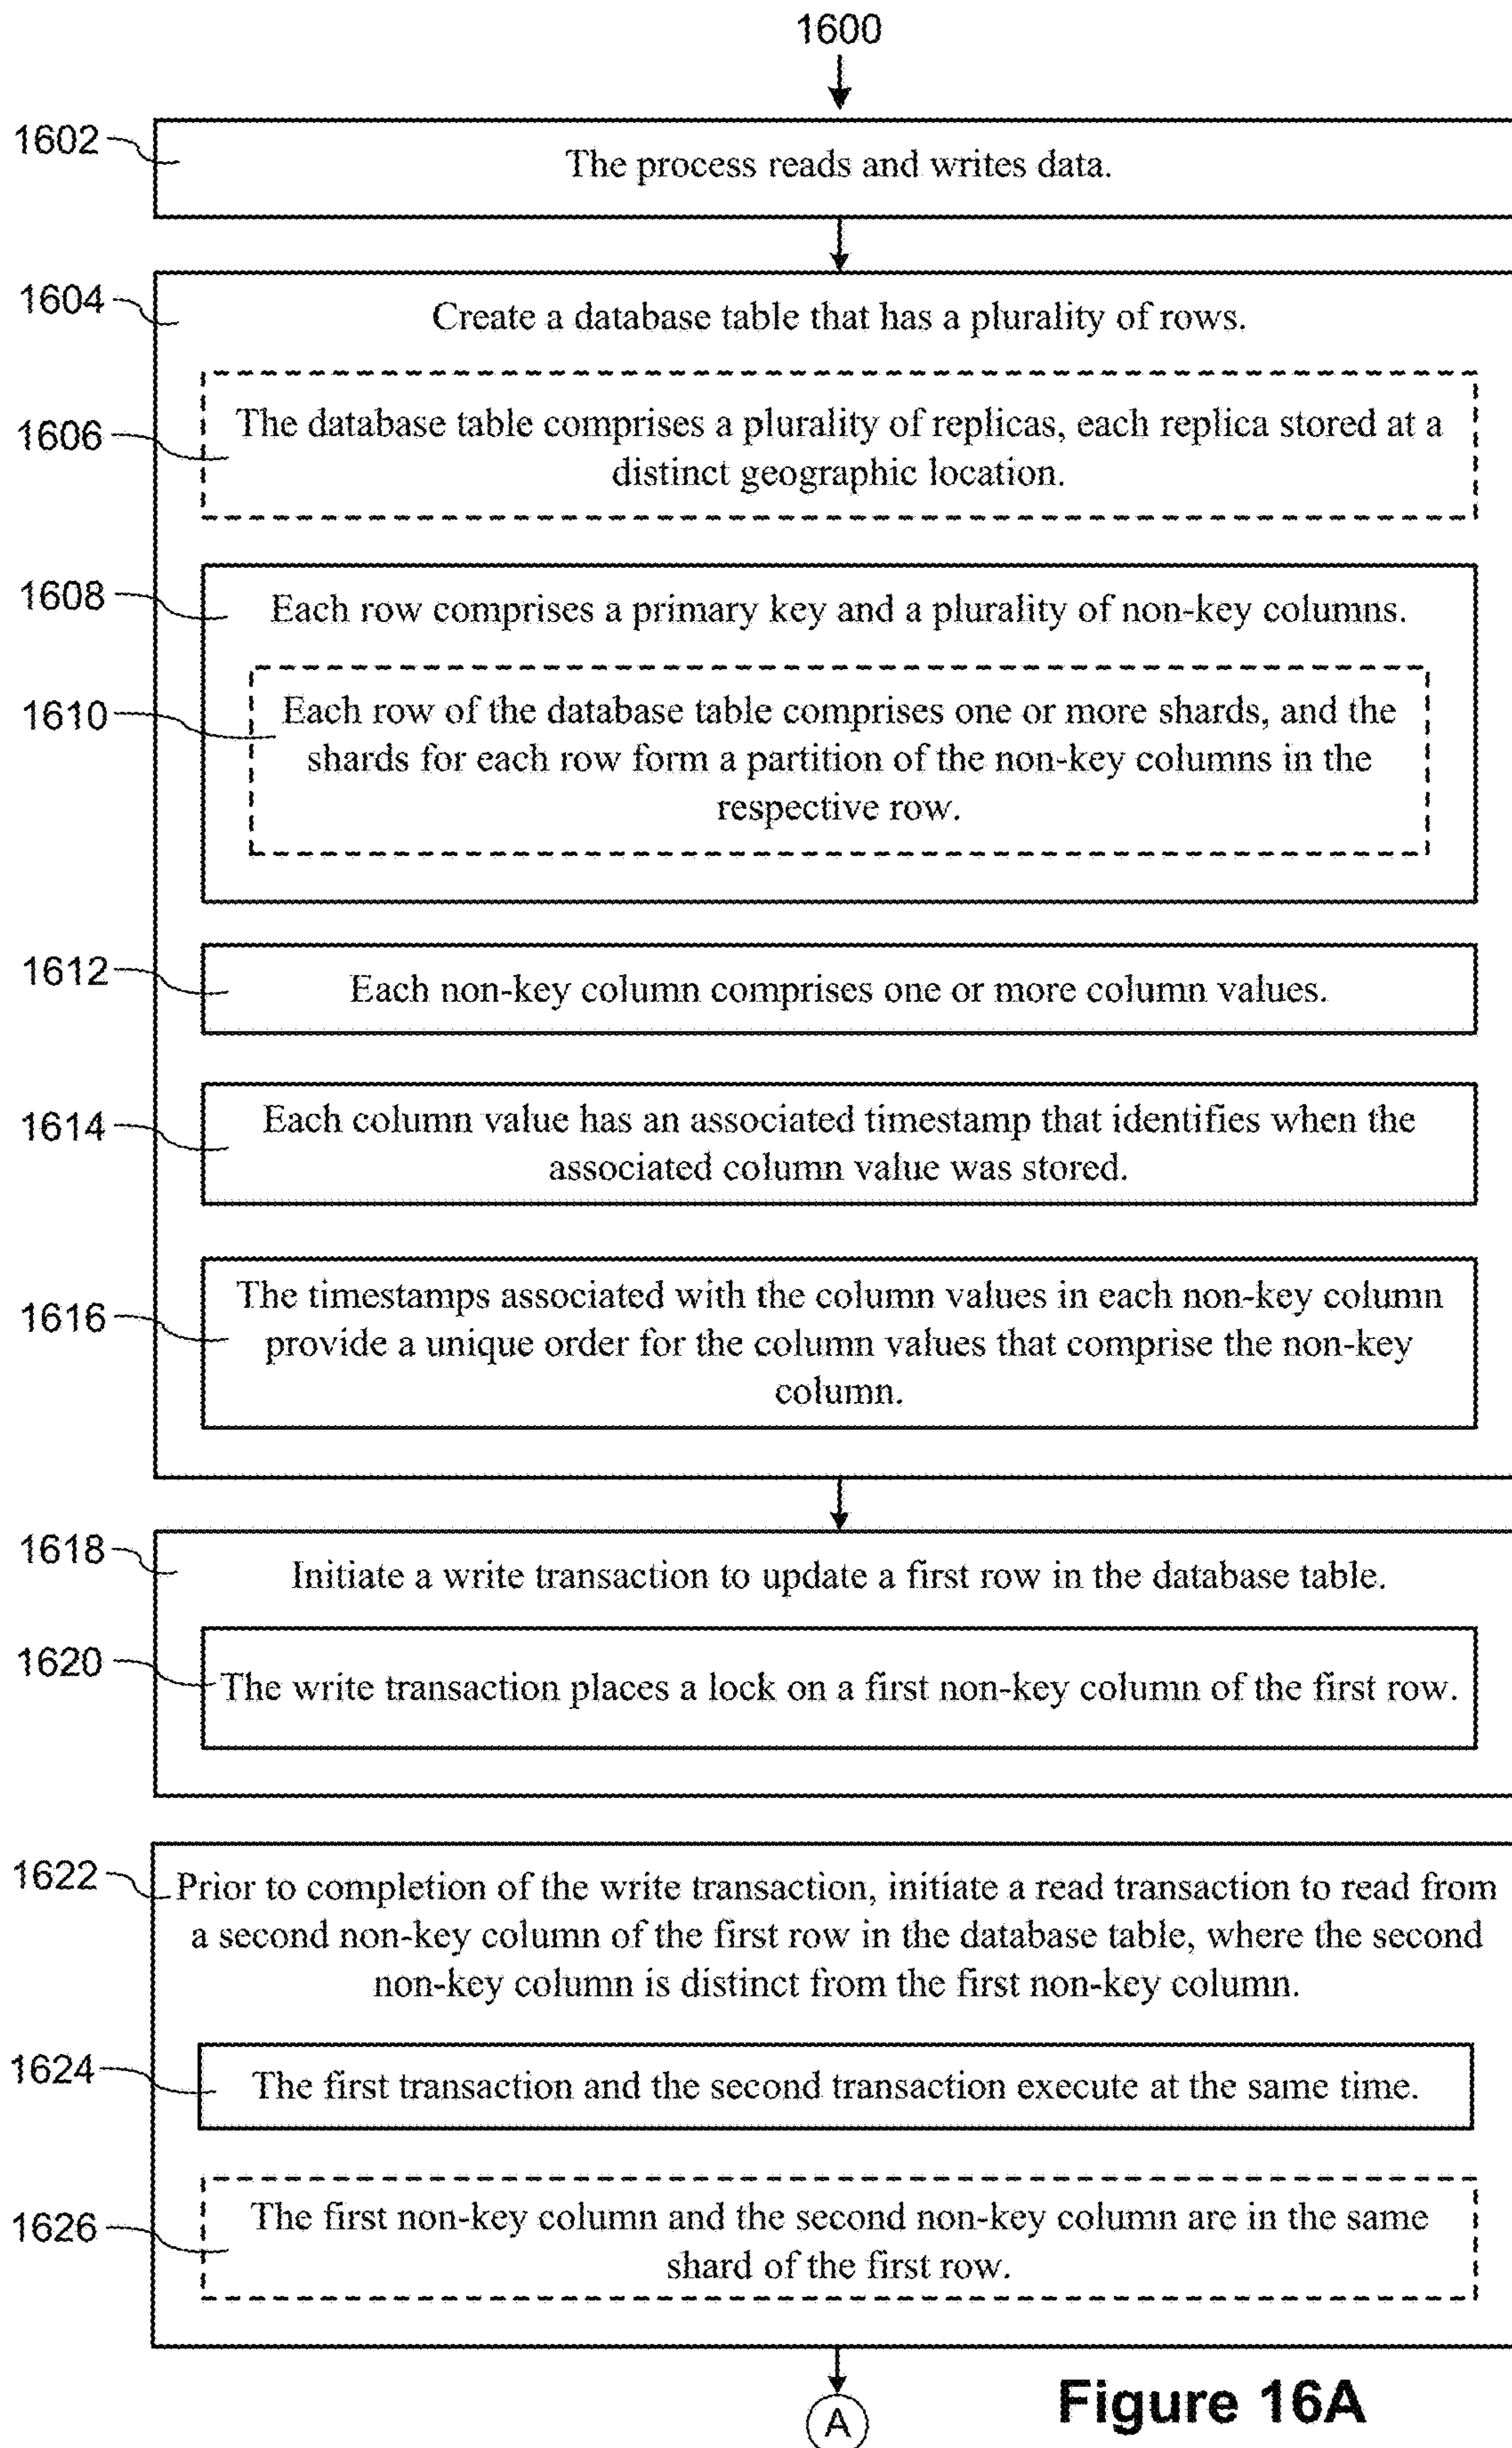 1600
1602
The process reads and writes data.
1604
Create a database table that has a plurality of rows.
1606
The database table comprises a plurality of replicas, each replica stored at a
distinct geographic location.
1608
Each row comprises a primary key and a plurality of non-key columns.
1610
Each row of the database table comprises one or more shards, and the
shards for each row form a partition of the non-key columns in the
respective row.
1612
Each non-key column comprises one or more column values.
1614
Each column value has an associated timestamp that identifies when the
associated column value was stored.
1616
The timestamps associated with the column values in each non-key column
provide a unique order for the column values that comprise the non-key
column.
1618
Initiate a write transaction to update a first row in the database table.
1620
The write transaction places a lock on a first non-key column of the first row.
1622
Prior to completion of the write transaction, initiate a read transaction to read from
a second non-key column of the first row in the database table, where the second
non-key column is distinct from the first non-key column.
1624
The first transaction and the second transaction execute at the same time.
1626
The first non-key column and the second non-key column are in the same
shard of the first row.
A
Figure 16A